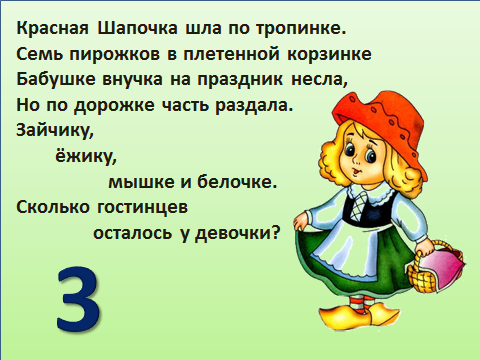 Красная Шапочка шла по тропинке.
Семь пирожков в плетенной корзинке
Бабушке внучка на праздник несла,
Но по дорожке часть раздала.
Зайчику,
ёжику,
мышке и белочке.
Сколько гостинцев
осталось у девочки?
3